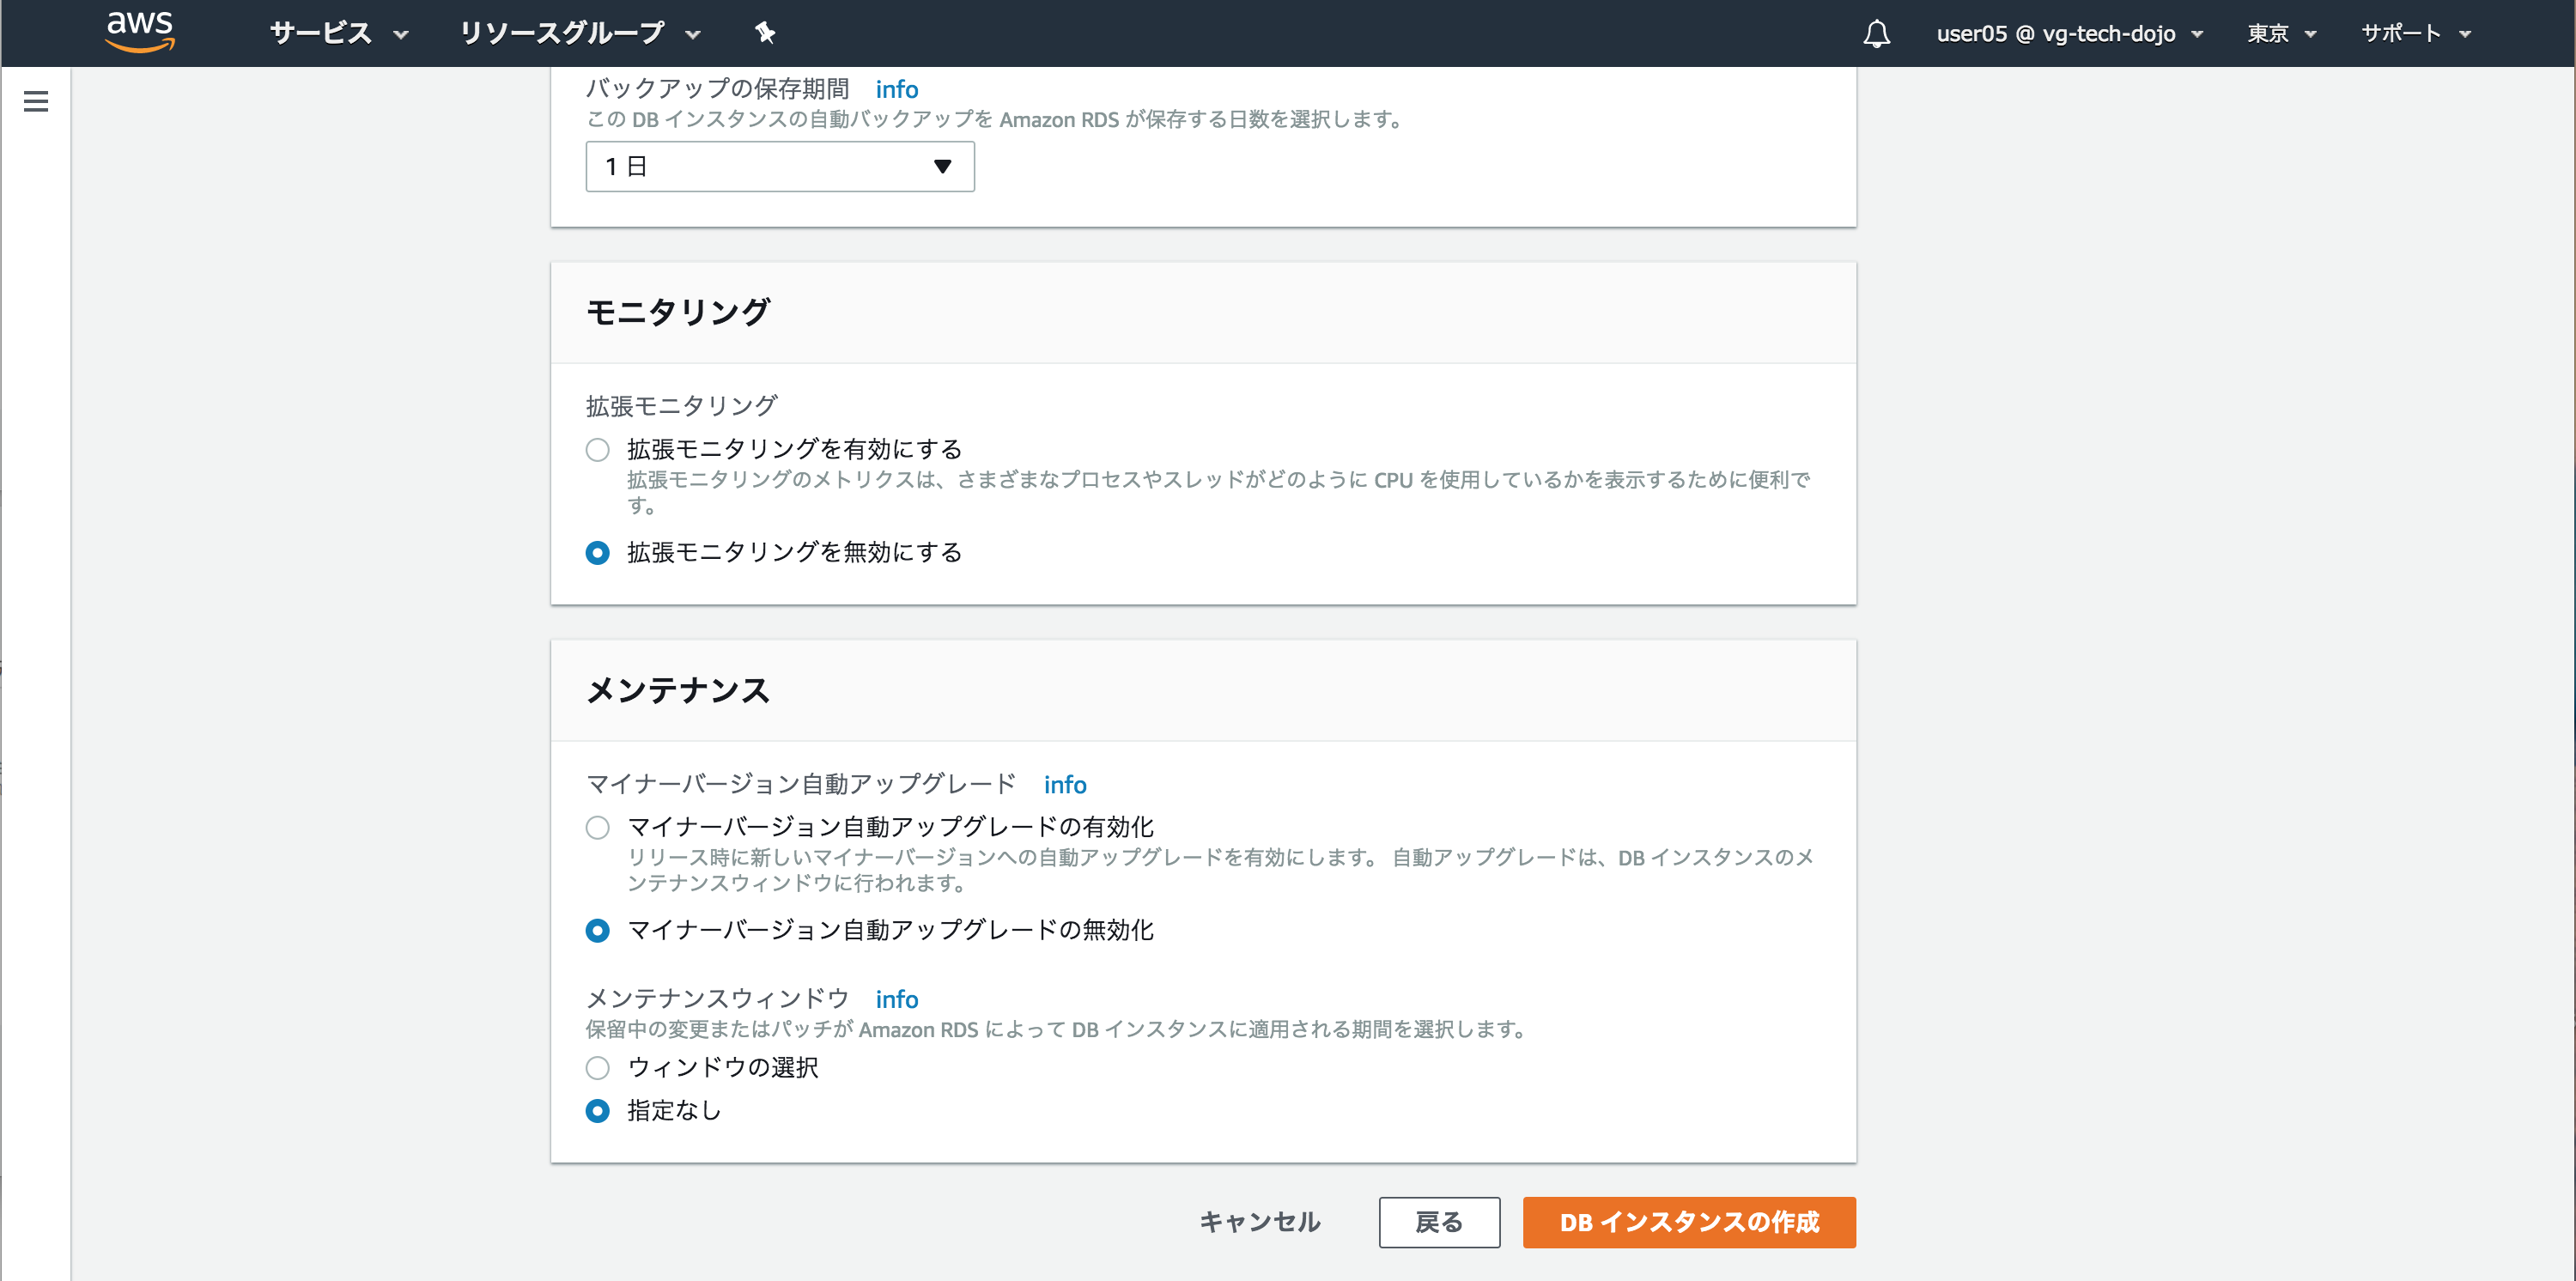 aws サービス リソースグループ user05 @ vg-tech-dojo 東京 サポート
バックアップの保存期間 info
この DB インスタンスの自動バックアップを Amazon RDS が保存する日数を選択します。
1 日
モニタリング
拡張モニタリング
拡張モニタリングを有効にする
拡張モニタリングのメトリクスは、さまざまなプロセスやスレッドがどのように CPU を使用しているかを表示するために便利で
す。
拡張モニタリングを無効にする
メンテナンス
マイナーバージョン自動アップグレード info
マイナーバージョン自動アップグレードの有効化
リリース時に新しいマイナーバージョンへの自動アップグレードを有効にします。 自動アップグレードは、DB インスタンスのメ
ンテナンスウィンドウに行われます。
マイナーバージョン自動アップグレードの無効化
メンテナンスウィンドウ info
保留中の変更またはパッチが Amazon RDS によって DB インスタンスに適用される期間を選択します。
ウィンドウの選択
指定なし
キャンセル 戻る DB インスタンスの作成